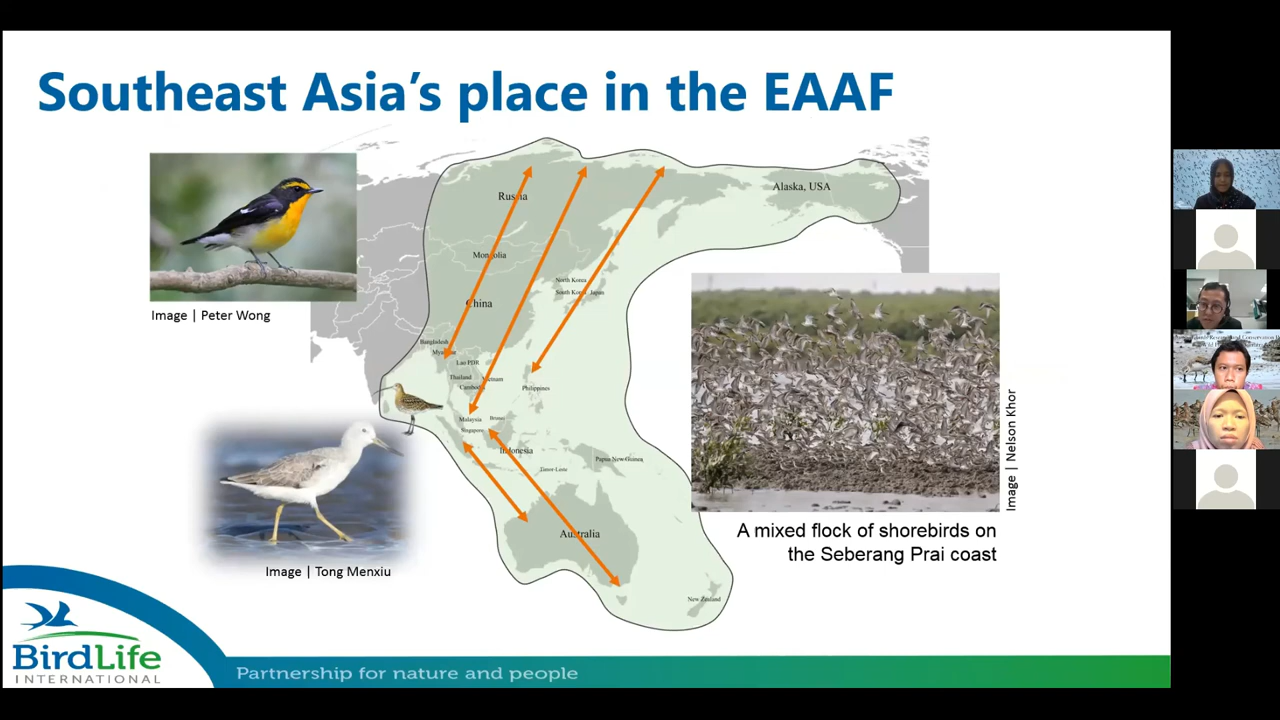 Southeast Asia's place in the EAAF
Image | Peter Wong
Russia
Alaska, USA
Mongolia
North Korea
South Korea
Japan
China
Bangladesh
Myanmar
Lao PDR
Thailand
Vietnam
Cambodia
Philippines
Malaysia
Brunei
Singapore
Indonesia
Timor-Leste
Papua New Guinea
Australia
New Zealand
Image | Tong Menxiu
Image | Nelson Khor
A mixed flock of shorebirds on
the Seberang Prai coast
BirdLife
INTERNATIONAL
Partnership for nature and people